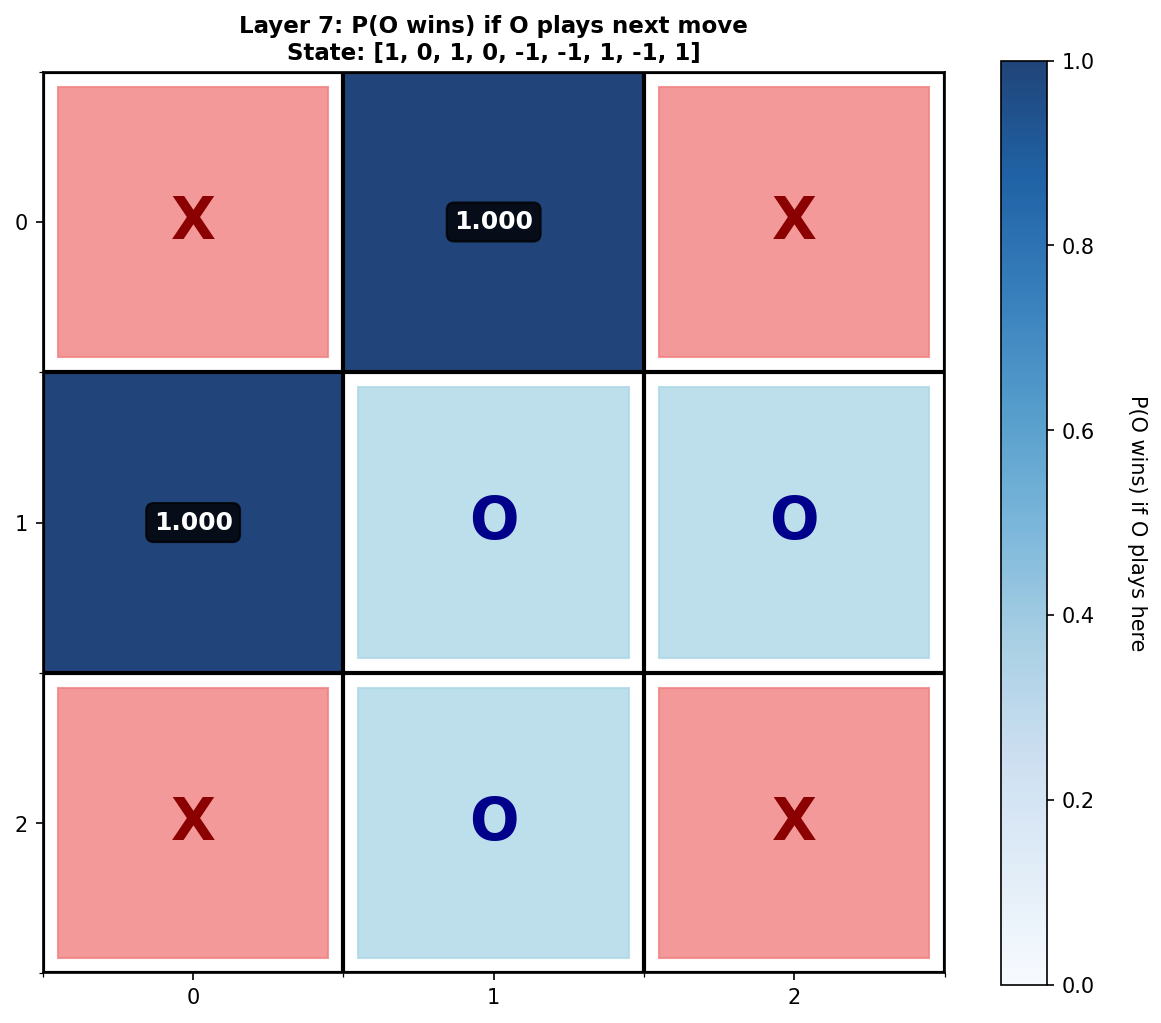 Layer 7: P(O wins) if O plays next move
State: [1, 0, 1, 0, -1, -1, 1, -1, 1]
X
1.000
X
0
1.000
O
O
1
X
O
X
2
0
1
2
1.0
0.8
0.6
0.4
0.2
0.0
P(O wins) if O plays here